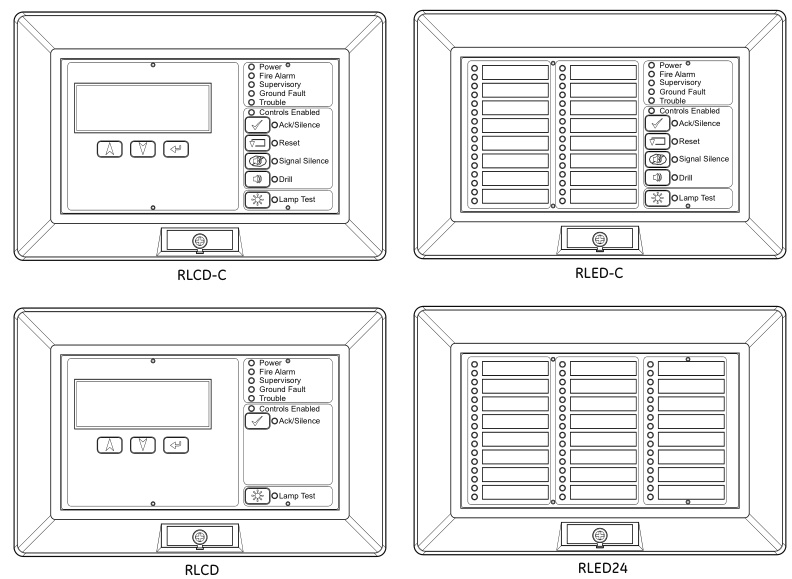 Power
Fire Alarm
Supervisory
Ground Fault
Trouble
Controls Enabled
Ack/Silence
Reset
Signal Silence
Drill
Lamp Test
RLCD-C
Power
Fire Alarm
Supervisory
Ground Fault
Trouble
Controls Enabled
Ack/Silence
Reset
Signal Silence
Drill
Lamp Test
RLED-C
Power
Fire Alarm
Supervisory
Ground Fault
Trouble
Controls Enabled
Ack/Silence
Lamp Test
RLCD
RLED24